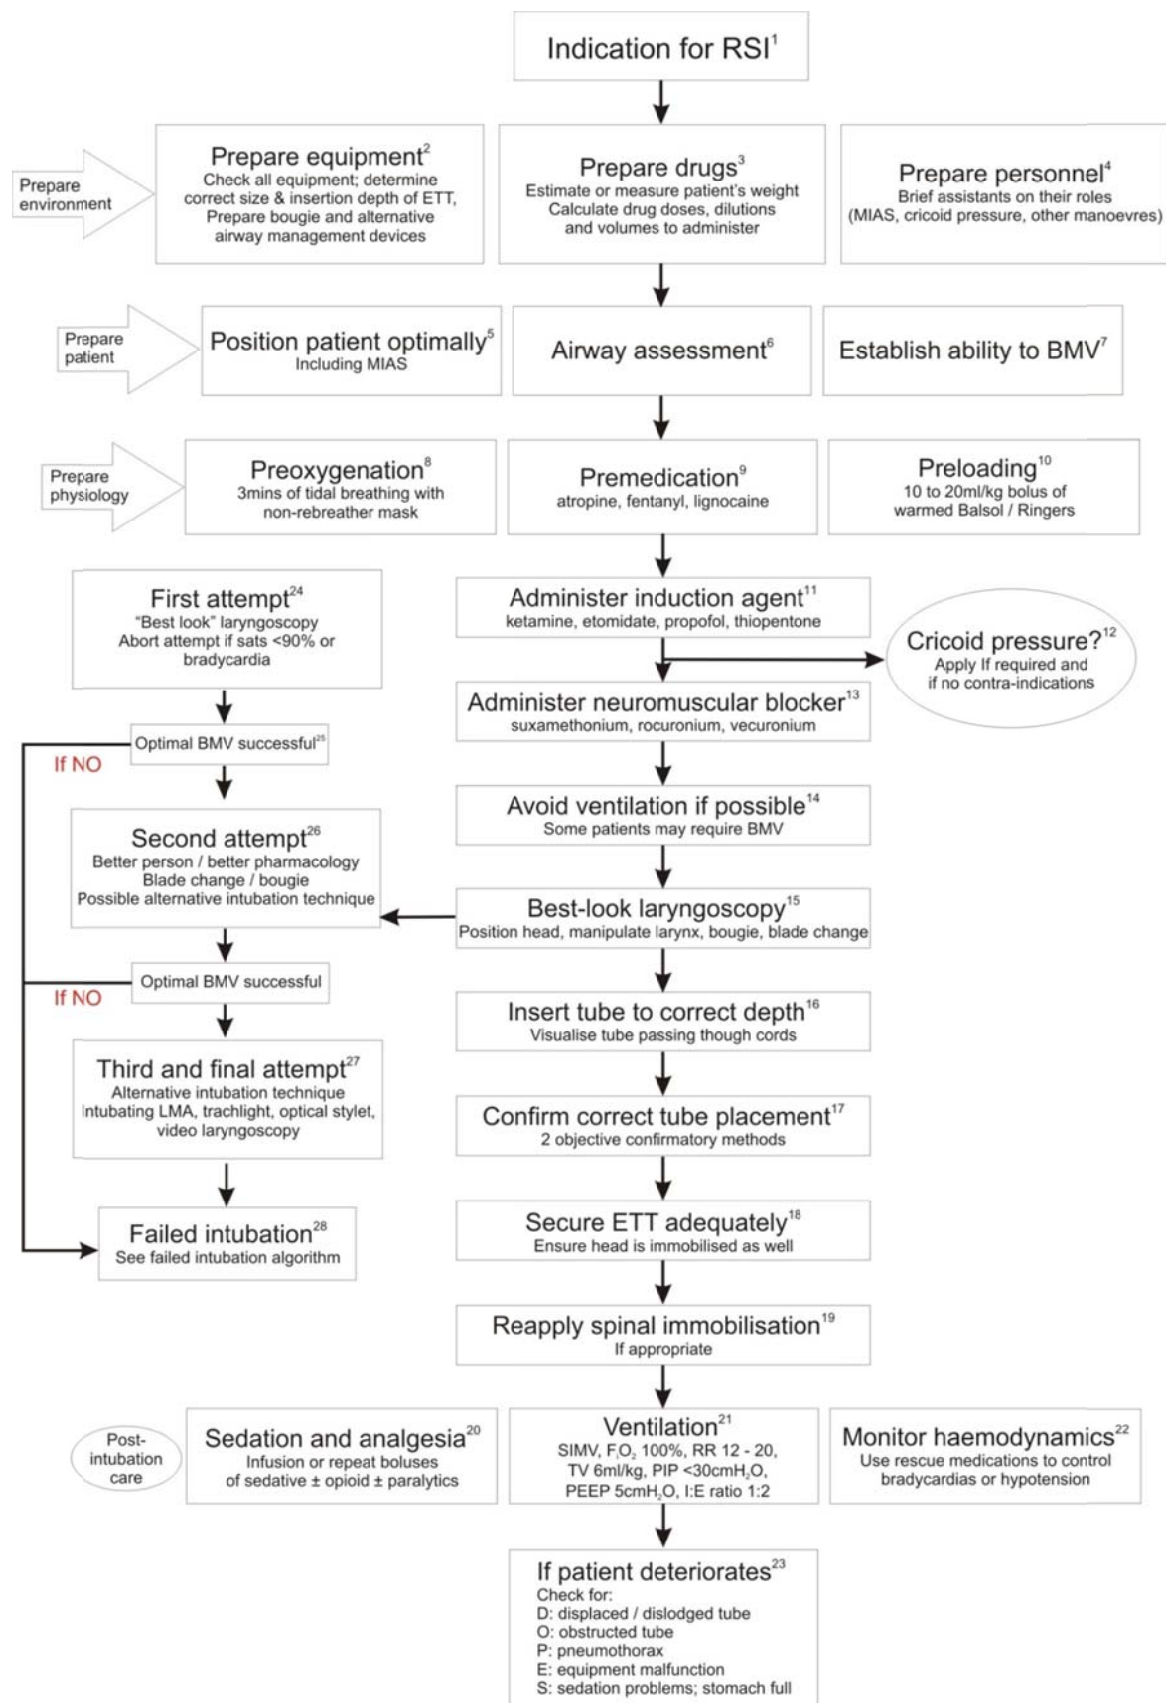 Indication for RSI¹
Prepare
environment
Prepare equipment²
Check all equipment; determine
correct size & insertion depth of ETT,
Prepare bougie and alternative
airway management devices
Prepare drugs³
Estimate or measure patient's weight
Calculate drug doses, dilutions
and volumes to administer
Prepare personnel⁴
Brief assistants on their roles
(MIAS, cricoid pressure, other manoevres)
Prepare
patient
Position patient optimally⁵
Including MIAS
Airway assessment⁶
Establish ability to BMV⁷
Prepare
physiology
Preoxygenation⁸
3mins of tidal breathing with
non-rebreather mask
Premedication⁹
atropine, fentanyl, lignocaine
Preloading¹⁰
10 to 20ml/kg bolus of
warmed Balsol / Ringers
Administer induction agent¹¹
ketamine, etomidate, propofol, thiopentone
Cricoid pressure?¹²
Apply If required and
if no contra-indications
Administer neuromuscular blocker¹³
suxamethonium, rocuronium, vecuronium
Avoid ventilation if possible¹⁴
Some patients may require BMV
Best-look laryngoscopy¹⁵
Position head, manipulate larynx, bougie, blade change
Insert tube to correct depth¹⁶
Visualise tube passing though cords
Confirm correct tube placement¹⁷
2 objective confirmatory methods
Secure ETT adequately¹⁸
Ensure head is immobilised as well
Reapply spinal immobilisation¹⁹
If appropriate
First attempt²⁴
"Best look" laryngoscopy
Abort attempt if sats <90% or
bradycardia
Optimal BMV successful²⁵
If NO
Second attempt²⁶
Better person / better pharmacology
Blade change / bougie
Possible alternative intubation technique
Optimal BMV successful
If NO
Third and final attempt²⁷
Alternative intubation technique
Intubating LMA, trachlight, optical stylet,
video laryngoscopy
Failed intubation²⁸
See failed intubation algorithm
Post-
intubation
care
Sedation and analgesia²⁰
Infusion or repeat boluses
of sedative ± opioid ± paralytics
Ventilation²¹
SIMV, FᵢO₂ 100%, RR 12 - 20,
TV 6ml/kg, PIP <30cmH₂O,
PEEP 5cmH₂O, I:E ratio 1:2
Monitor haemodynamics²²
Use rescue medications to control
bradycardias or hypotension
If patient deteriorates²³
Check for:
D: displaced / dislodged tube
O: obstructed tube
P: pneumothorax
E: equipment malfunction
S: sedation problems; stomach full